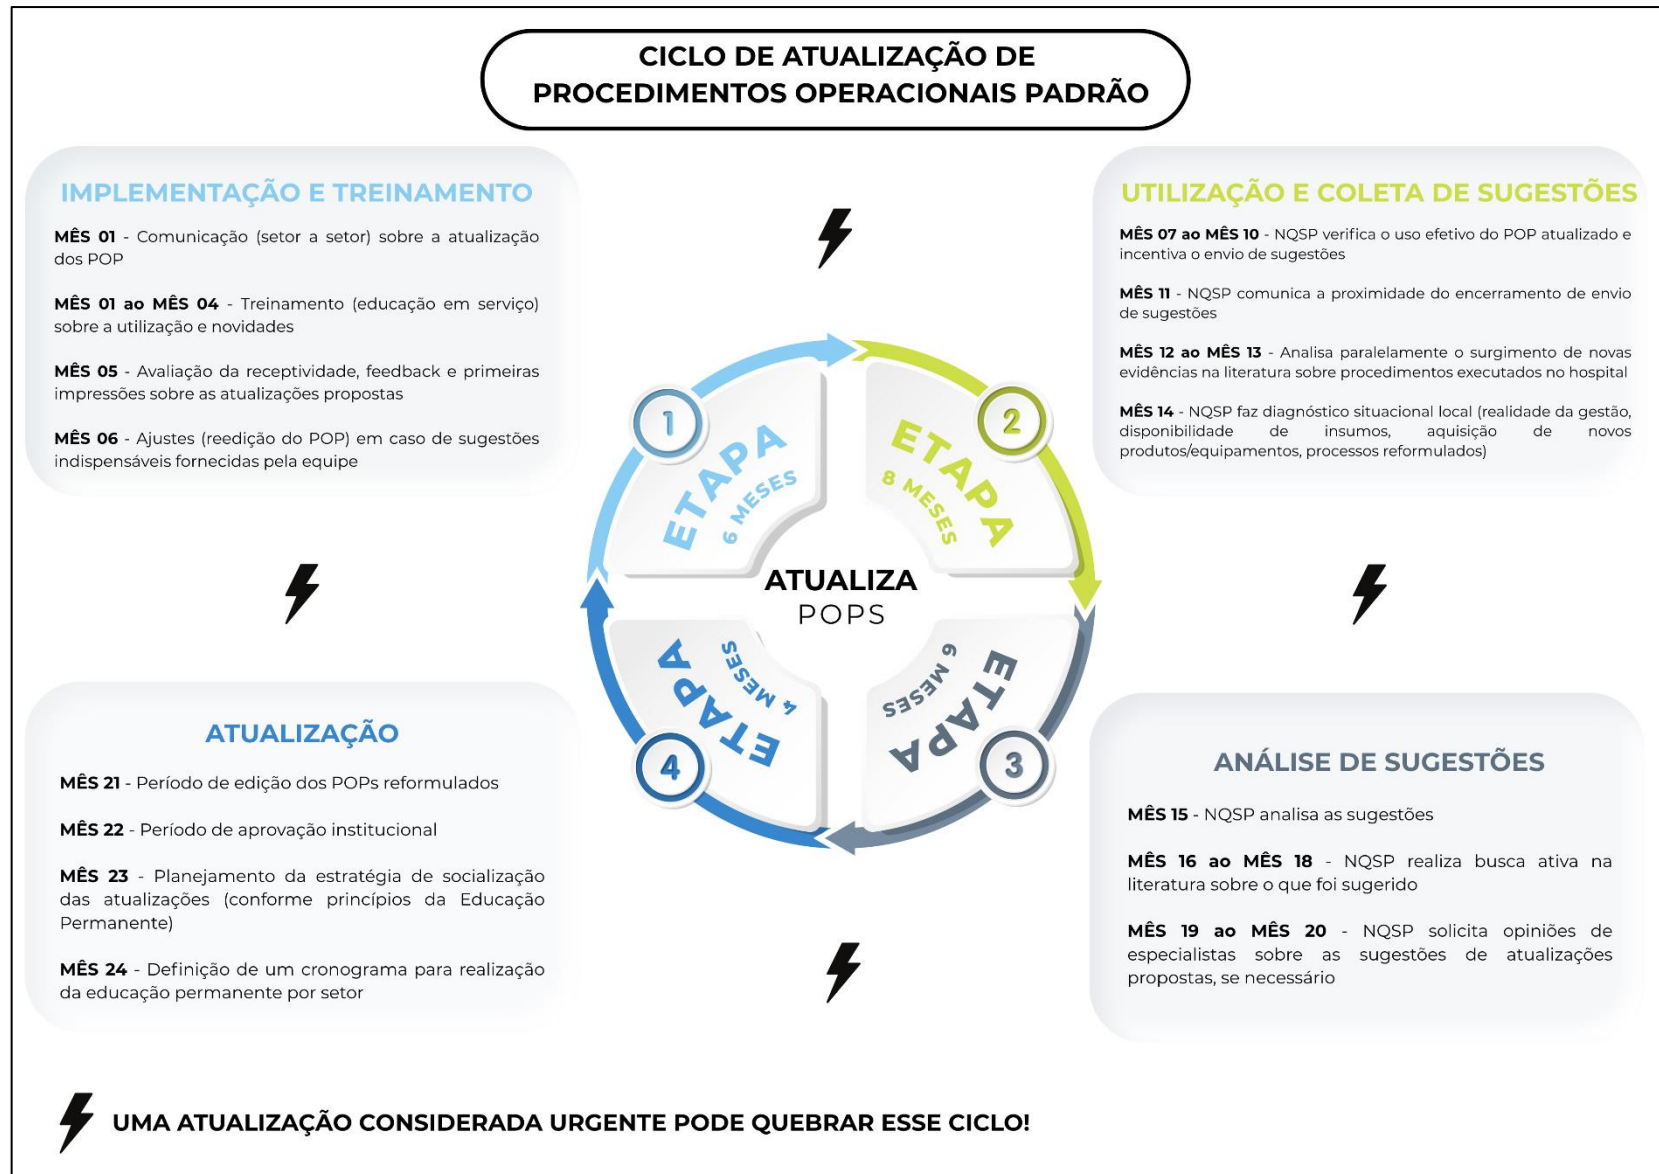 CICLO DE ATUALIZAÇÃO DE
PROCEDIMENTOS OPERACIONAIS PADRÃO
IMPLEMENTAÇÃO E TREINAMENTO
MÊS 01 - Comunicação (setor a setor) sobre a atualização
dos POP
MÊS 01 ao MÊS 04 - Treinamento (educação em serviço)
sobre a utilização e novidades
MÊS 05 - Avaliação da receptividade, feedback e primeiras
impressões sobre as atualizações propostas
MÊS 06 - Ajustes (reedição do POP) em caso de sugestões
indispensáveis fornecidas pela equipe
UTILIZAÇÃO E COLETA DE SUGESTÕES
MÊS 07 ao MÊS 10 - NQSP verifica o uso efetivo do POP atualizado e
incentiva o envio de sugestões
MÊS 11 - NQSP comunica a proximidade do encerramento de envio
de sugestões
MÊS 12 ao MÊS 13 - Analisa paralelamente o surgimento de novas
evidências na literatura sobre procedimentos executados no hospital
MÊS 14 - NQSP faz diagnóstico situacional local (realidade da gestão,
disponibilidade de insumos, aquisição de novos
produtos/equipamentos, processos reformulados)
1
ETAPA
6 MESES
2
ETAPA
8 MESES
ATUALIZA
POPS
3
ETAPA
6 MESES
4
ETAPA
4 MESES
ANÁLISE DE SUGESTÕES
MÊS 15 - NQSP analisa as sugestões
MÊS 16 ao MÊS 18 - NQSP realiza busca ativa na
literatura sobre o que foi sugerido
MÊS 19 ao MÊS 20 - NQSP solicita opiniões de
especialistas sobre as sugestões de atualizações
propostas, se necessário
ATUALIZAÇÃO
MÊS 21 - Período de edição dos POPs reformulados
MÊS 22 - Período de aprovação institucional
MÊS 23 - Planejamento da estratégia de socialização
das atualizações (conforme princípios da Educação
Permanente)
MÊS 24 - Definição de um cronograma para realização
da educação permanente por setor
UMA ATUALIZAÇÃO CONSIDERADA URGENTE PODE QUEBRAR ESSE CICLO!